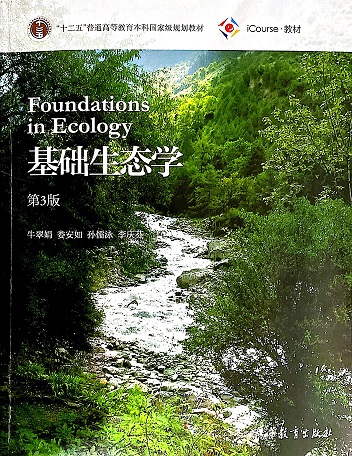 "十二五"普通高等教育本科国家级规划教材
iCourse·教材
Foundations
in Ecology
基础生态学
第3版
牛翠娟 娄安如 孙儒泳 李庆芬
高等教育出版社